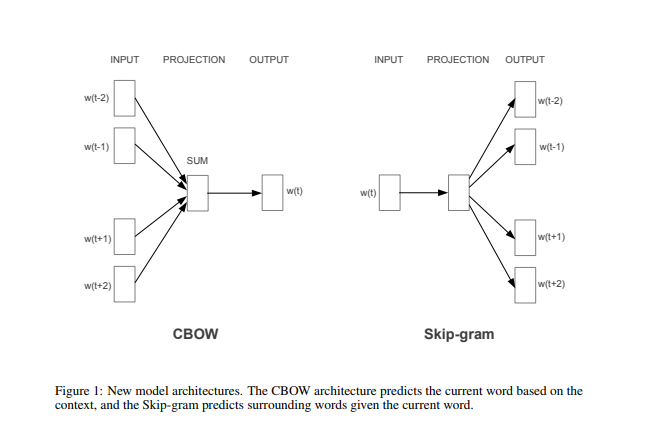 INPUT PROJECTION OUTPUT
w(t-2)
w(t-1)
SUM
w(t)
w(t+1)
w(t+2)
CBOW
INPUT PROJECTION OUTPUT
w(t-2)
w(t-1)
w(t)
w(t+1)
w(t+2)
Skip-gram
Figure 1: New model architectures. The CBOW architecture predicts the current word based on the
context, and the Skip-gram predicts surrounding words given the current word.